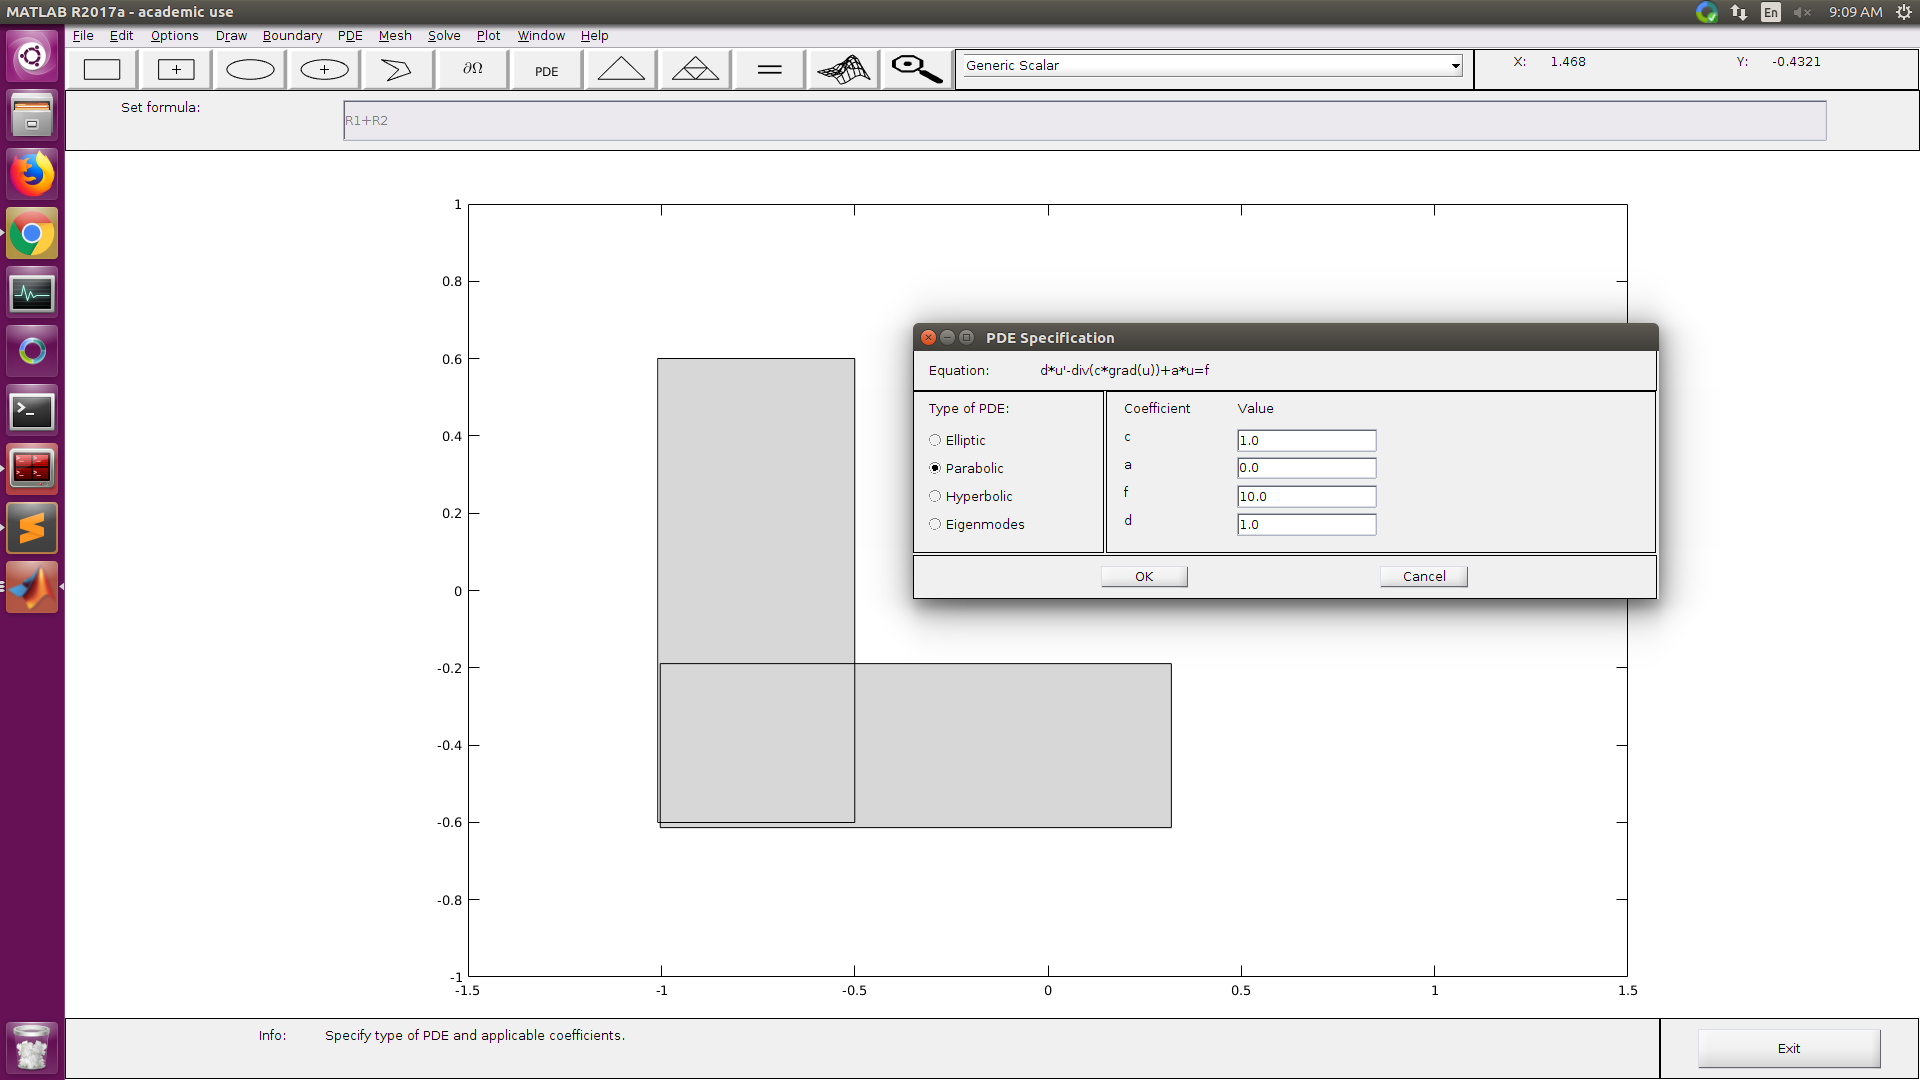 MATLAB R2017a - academic use
En
9:09 AM
File Edit Options Draw Boundary PDE Mesh Solve Plot Window Help
∂Ω
PDE
Generic Scalar
X: 1.468 Y: -0.4321
Set formula: R1+R2
1
0.8
0.6
0.4
0.2
0
-0.2
-0.4
-0.6
-0.8
-1
-1.5 -1 -0.5 0 0.5 1 1.5
PDE Specification
Equation: d*u'-div(c*grad(u))+a*u=f
Type of PDE: Coefficient Value
Elliptic c 1.0
Parabolic a 0.0
Hyperbolic f 10.0
Eigenmodes d 1.0
OK Cancel
Info: Specify type of PDE and applicable coefficients.
Exit